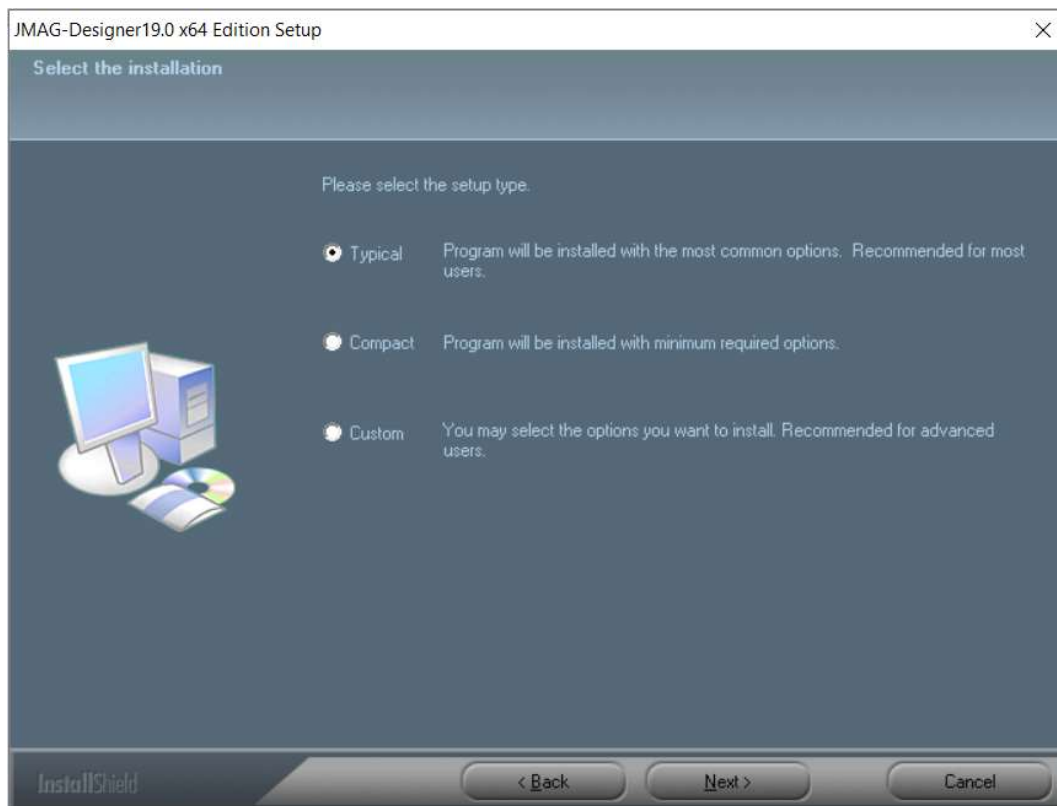 JMAG-Designer19.0 x64 Edition Setup
Select the installation
Please select the setup type.
Typical
Program will be installed with the most common options.  Recommended for most
users.
Compact
Program will be installed with minimum required options.
Custom
You may select the options you want to install. Recommended for advanced
users.
InstallShield
< Back
Next >
Cancel